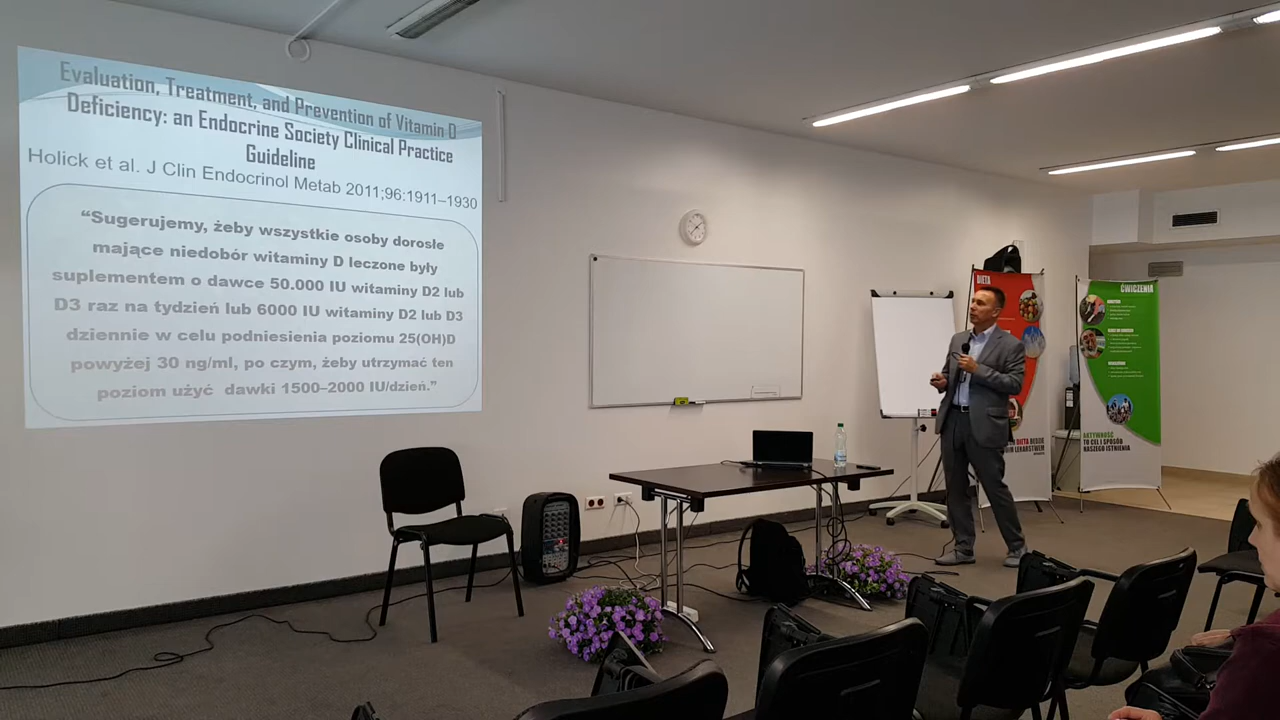 Evaluation, Treatment, and Prevention of Vitamin D
Deficiency: an Endocrine Society Clinical Practice
Guideline
Holick et al. J Clin Endocrinol Metab 2011;96:1911–1930
“Sugerujemy, żeby wszystkie osoby dorosłe
mające niedobór witaminy D leczone były
suplementem o dawce 50.000 IU witaminy D2 lub
D3 raz na tydzień lub 6000 IU witaminy D2 lub D3
dziennie w celu podniesienia poziomu 25(OH)D
powyżej 30 ng/ml, po czym, żeby utrzymać ten
poziom użyć dawki 1500–2000 IU/dzień.”
DIETA
DIETA BĘDZIE
LEKARSTWEM
ĆWICZENIA
AKTYWNOŚĆ
TO CEL I SPOSÓB
NASZEGO ISTNIENIA